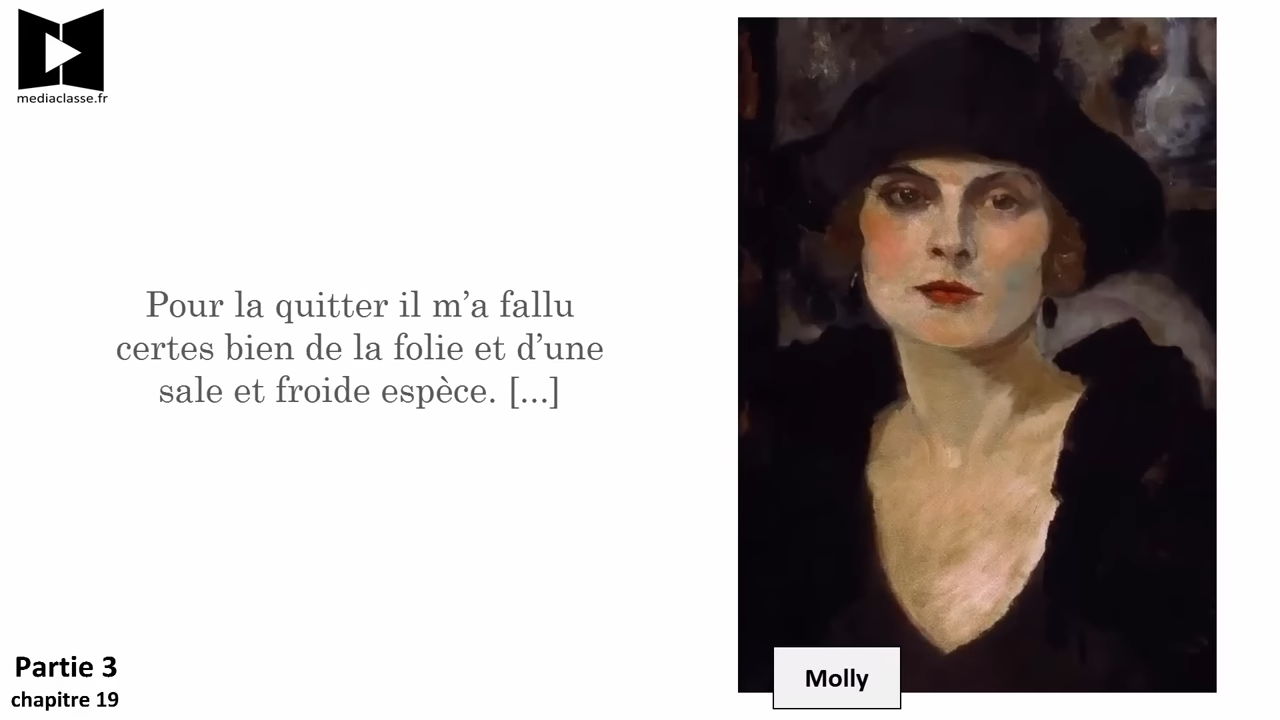 mediaclasse.fr
Pour la quitter il m’a fallu
certes bien de la folie et d’une
sale et froide espèce. [...]
Partie 3
chapitre 19
Molly